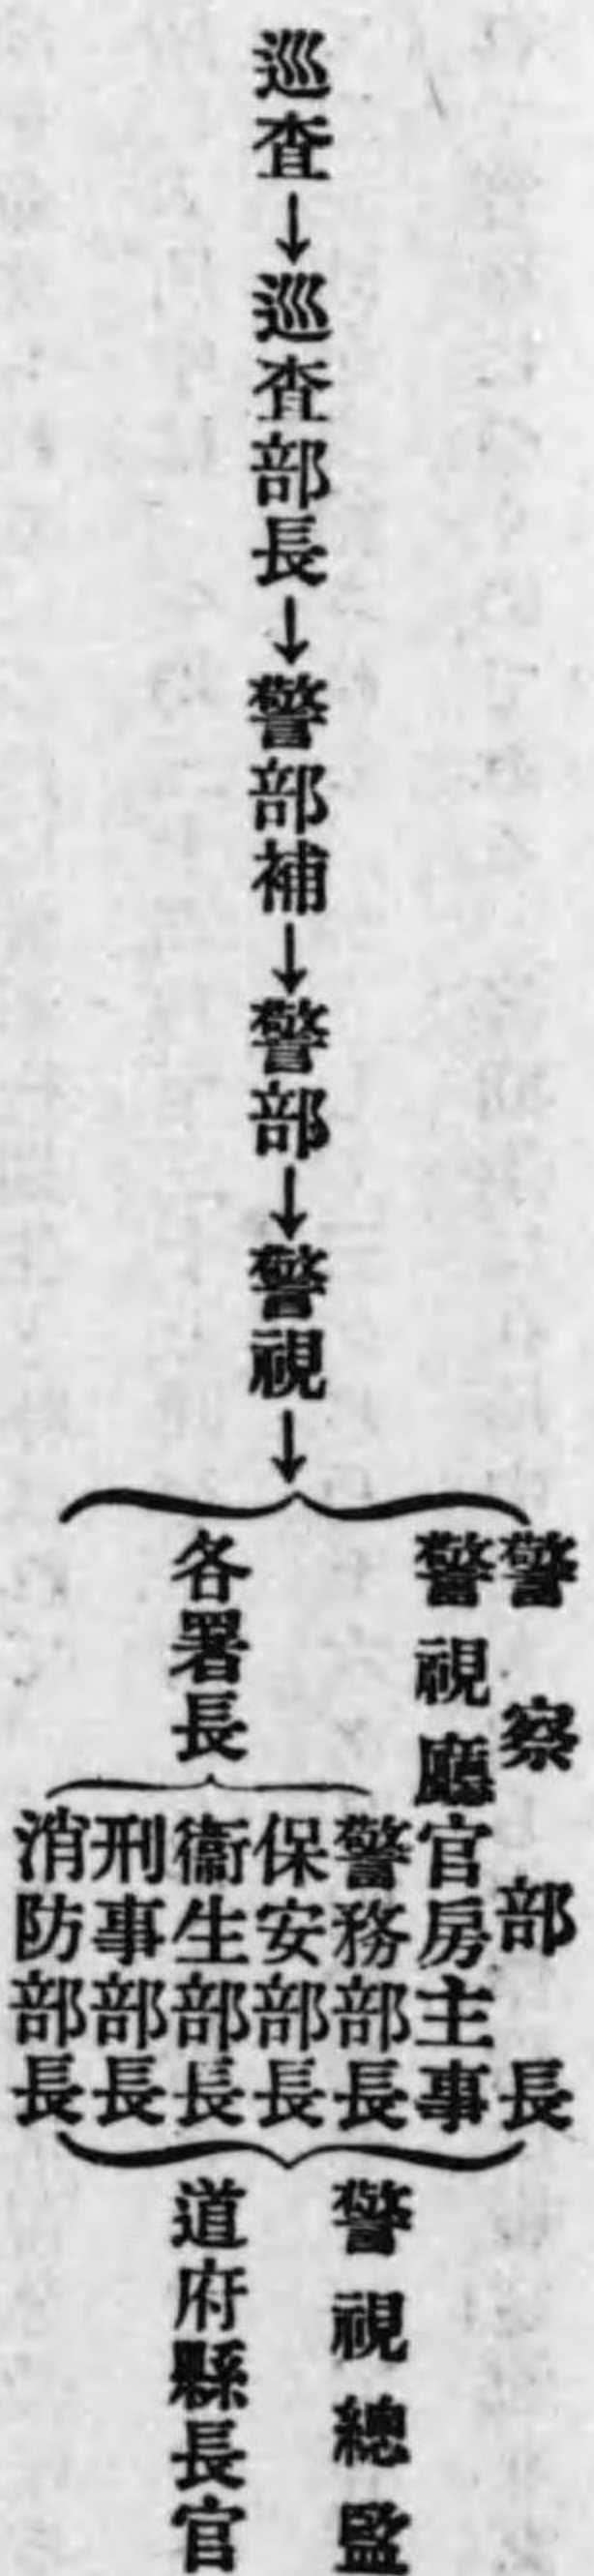 巡査→巡査部長→警部補→警部→警視→
警察部長
警視廳官房主事
各署長
警務部長
保安部長
衞生部長
刑事部長
消防部長
警視總監
道府縣長官